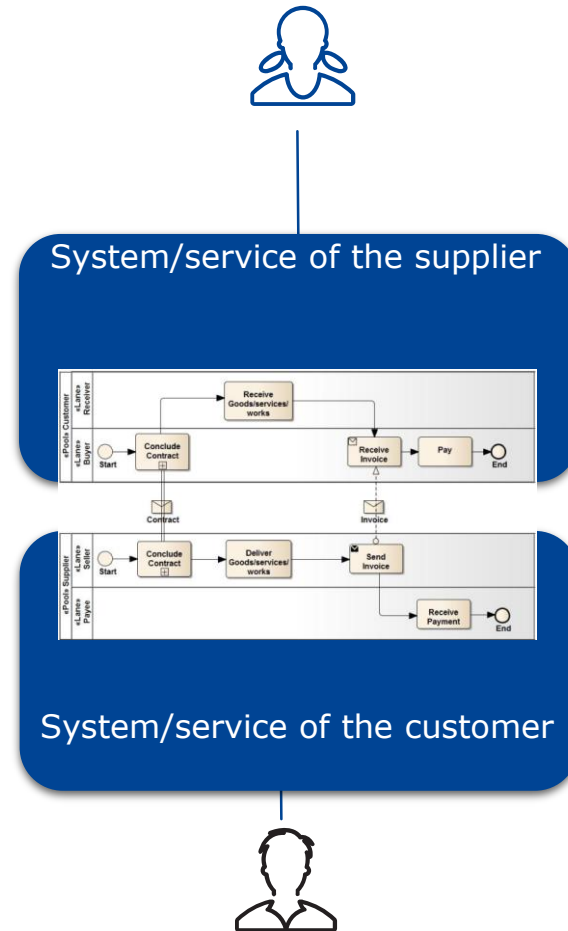 System/service of the supplier
«Pool» Customer
«Lane»
Receiver
Receive
Goods/services/
works
«Lane»
Buyer
Start
Conclude
Contract
Receive
Invoice
Pay
End
Contract
Invoice
«Pool» Supplier
«Lane»
Seller
Start
Conclude
Contract
Deliver
Goods/services/
works
Send
Invoice
«Lane»
Payee
Receive
Payment
End
System/service of the customer